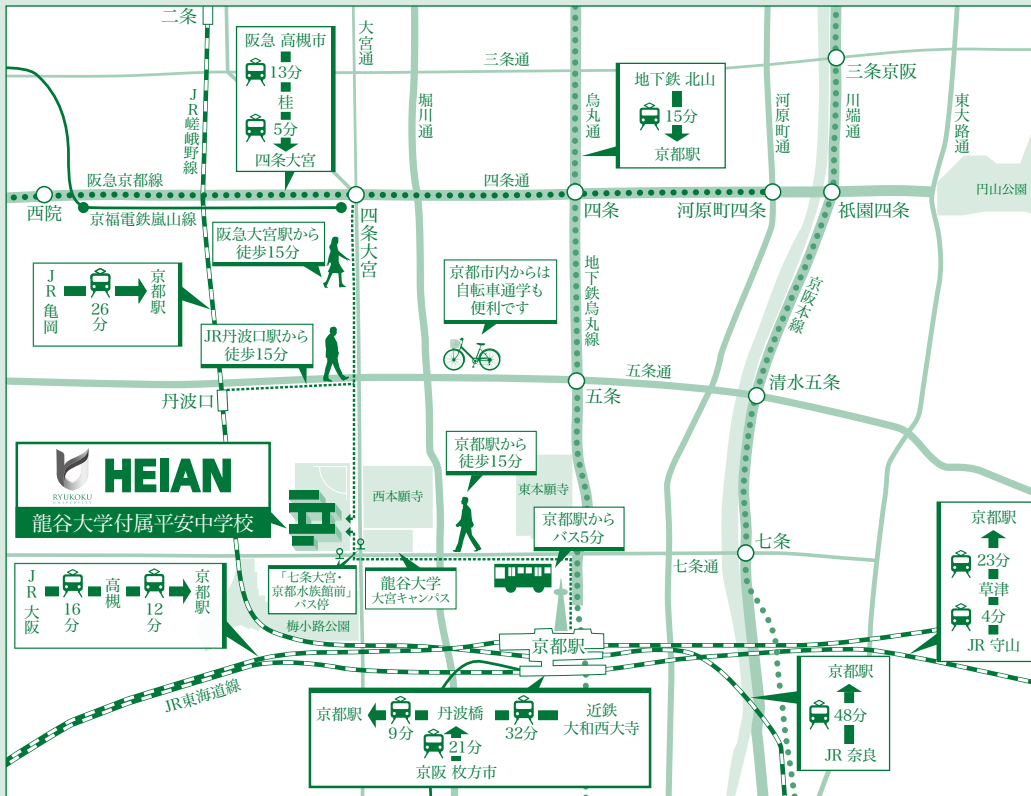 二条
JR嵯峨野線
阪急 高槻市
13分
桂
5分
四条大宮
大宮通
三条通
堀川通
烏丸通
地下鉄 北山
15分
京都駅
河原町通
三条京阪
川端通
東大路通
円山公園
阪急京都線
四条通
西院
京福電鉄嵐山線
四条大宮
四条
河原町四条
祇園四条
阪急大宮駅から
徒歩15分
京都市内からは
自転車通学も
便利です
地下鉄烏丸線
京阪本線
JR亀岡
26分
京都駅
JR丹波口駅から
徒歩15分
丹波口
五条通
五条
清水五条
RYUKOKU
UNIVERSITY
HEIAN
龍谷大学付属平安中学校
西本願寺
京都駅から
徒歩15分
東本願寺
京都駅から
バス5分
七条
七条通
京都駅
23分
草津
4分
JR 守山
JR大阪
16分
高槻
12分
京都駅
「七条大宮・
京都水族館前」
バス停
龍谷大学
大宮キャンパス
梅小路公園
京都駅
JR東海道線
京都駅
9分
丹波橋
32分
近鉄
大和西大寺
21分
京阪 枚方市
京都駅
48分
JR 奈良